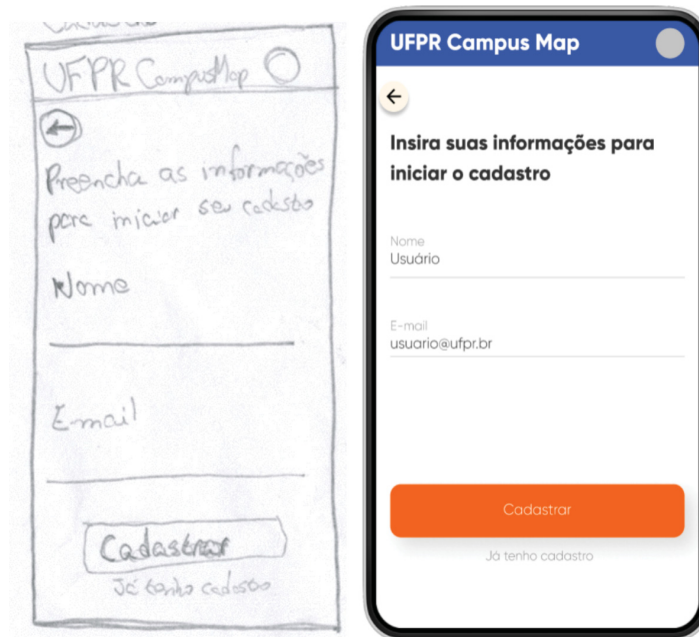 UFPR CampusMap
Preencha as informações
para iniciar seu cadastro
Nome
E-mail
Cadastrar
Já tenho cadastro
UFPR Campus Map
Insira suas informações para
iniciar o cadastro
Nome
Usuário
E-mail
usuario@ufpr.br
Cadastrar
Já tenho cadastro